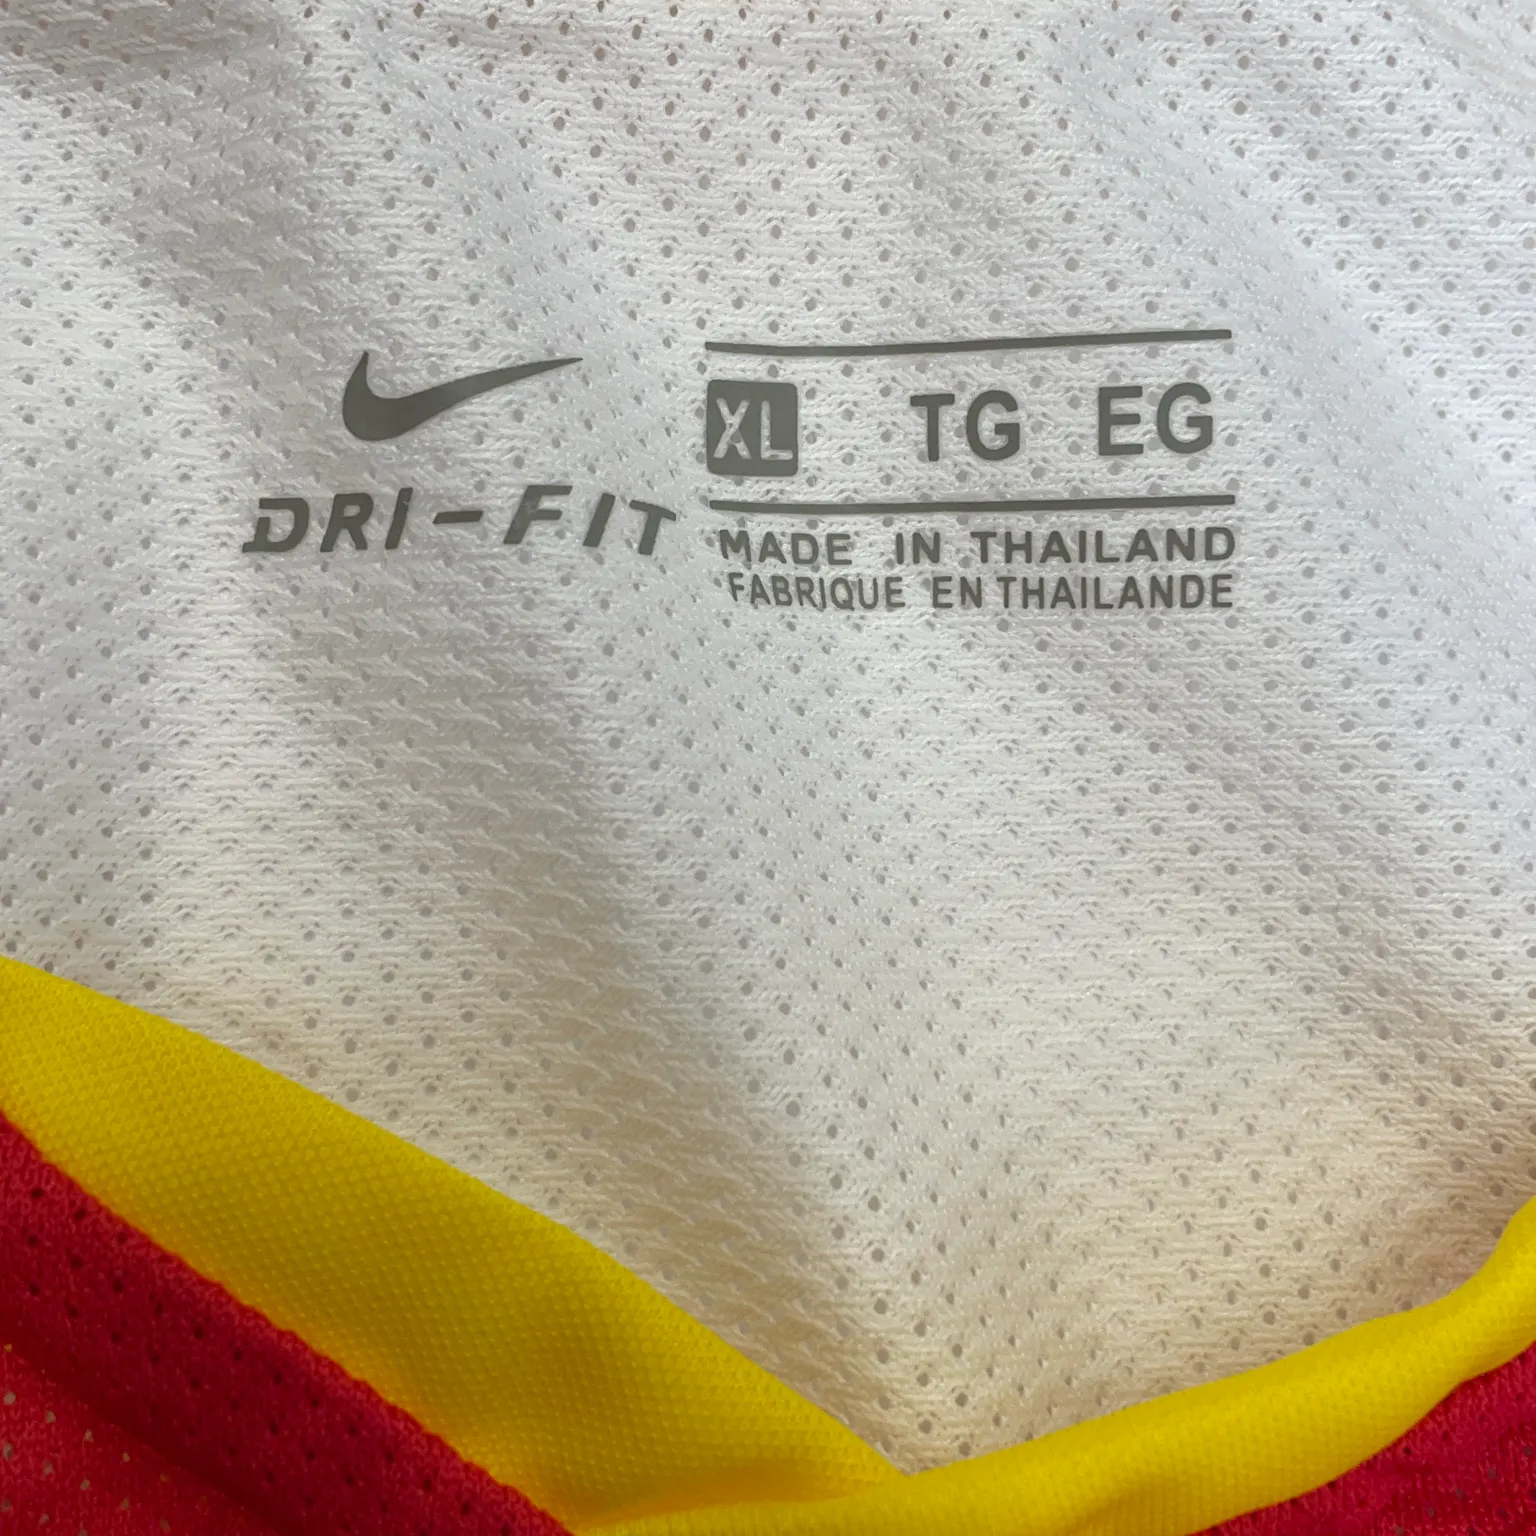 XL TG EG
DRI-FIT
MADE IN THAILAND
FABRIQUE EN THAILANDE